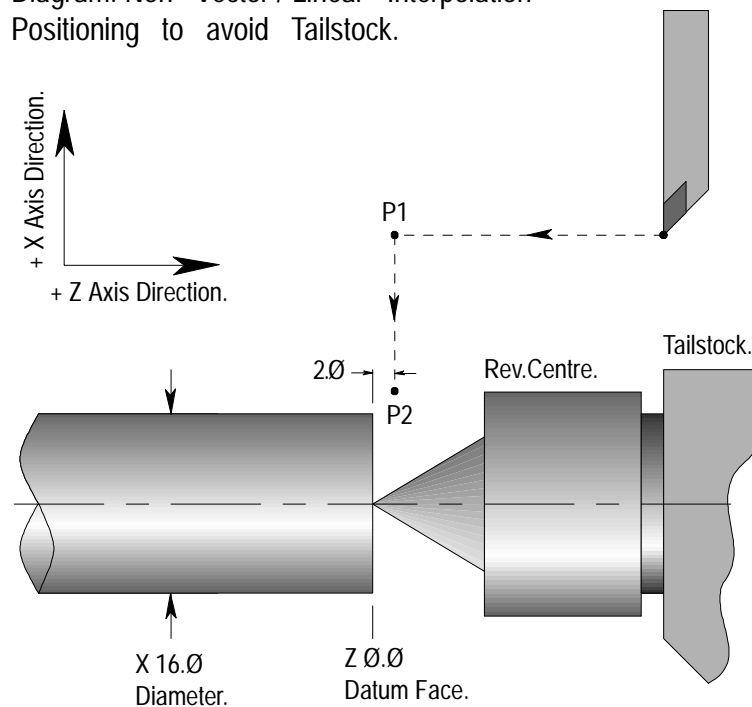 Diagram: Non - Vector / Linear - Interpolation
Positioning to avoid Tailstock.
+ X Axis Direction.
+ Z Axis Direction.
P1
2.Ø
P2
Rev.Centre.
Tailstock.
X 16.Ø
Diameter.
Z Ø.Ø
Datum Face.